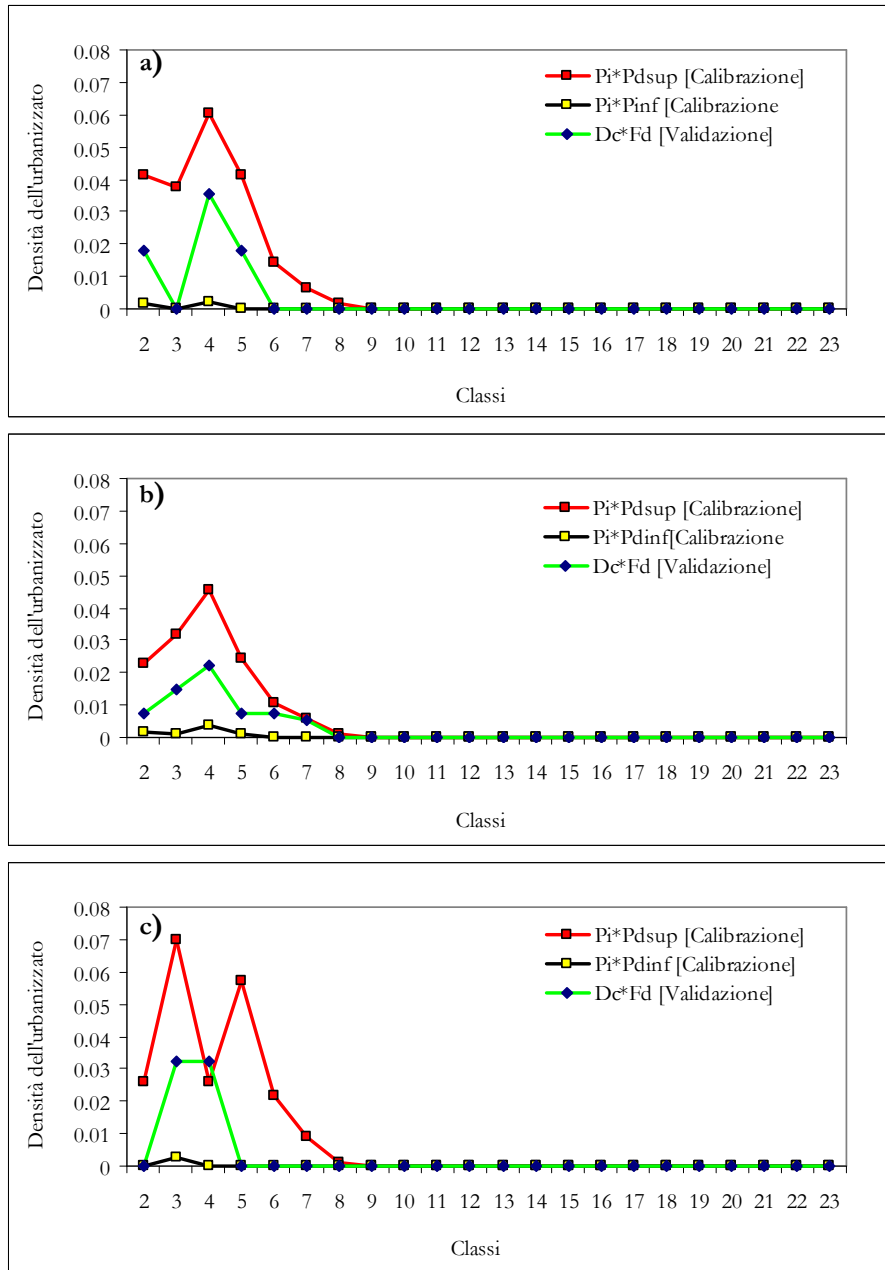 a)
Densità dell'urbanizzato
0.08
0.07
0.06
0.05
0.04
0.03
0.02
0.01
0
Pi*Pdsup [Calibrazione]
Pi*Pinf [Calibrazione
Dc*Fd [Validazione]
2 3 4 5 6 7 8 9 10 11 12 13 14 15 16 17 18 19 20 21 22 23
Classi
b)
Densità dell'urbanizzato
0.08
0.07
0.06
0.05
0.04
0.03
0.02
0.01
0
Pi*Pdsup [Calibrazione]
Pi*Pdinf[Calibrazione
Dc*Fd [Validazione]
2 3 4 5 6 7 8 9 10 11 12 13 14 15 16 17 18 19 20 21 22 23
Classi
c)
Densità dell'urbanizzato
0.08
0.07
0.06
0.05
0.04
0.03
0.02
0.01
0
Pi*Pdsup [Calibrazione]
Pi*Pdinf [Calibrazione]
Dc*Fd [Validazione]
2 3 4 5 6 7 8 9 10 11 12 13 14 15 16 17 18 19 20 21 22 23
Classi